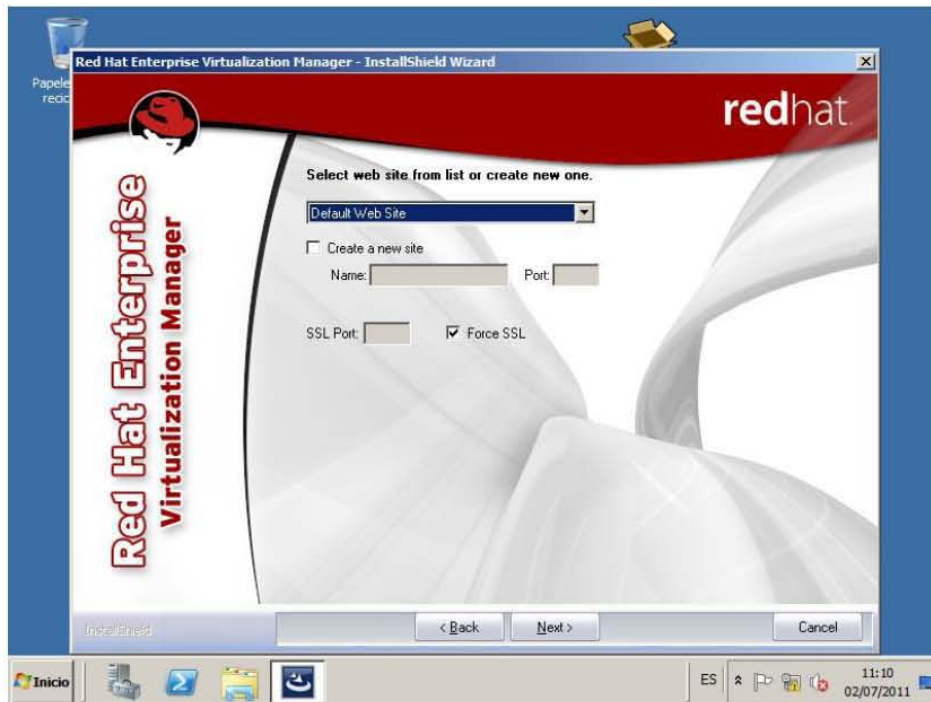 Papele
recic
Red Hat Enterprise Virtualization Manager - InstallShield Wizard
redhat.
Red Hat Enterprise
Virtualization Manager
Select web site from list or create new one.
Default Web Site
Create a new site
Name:
Port:
SSL Port:
Force SSL
InstallShield
< Back
Next >
Cancel
Inicio
ES
11:10
02/07/2011